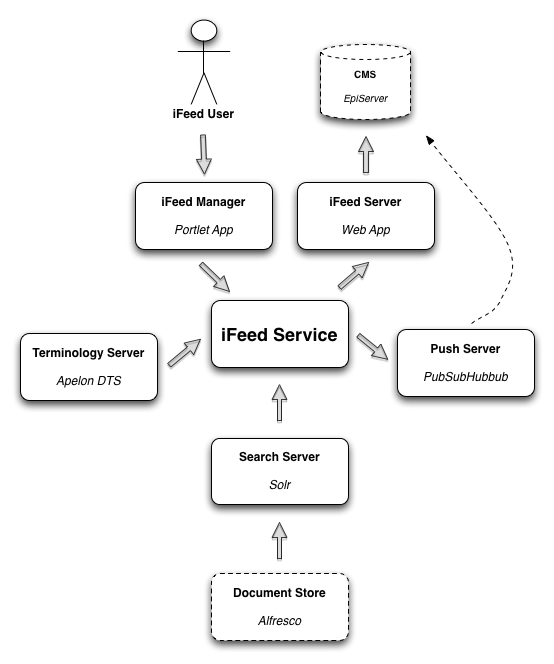 CMS
EpiServer
iFeed User
iFeed Manager
Portlet App
iFeed Server
Web App
iFeed Service
Terminology Server
Apelon DTS
Push Server
PubSubHubbub
Search Server
Solr
Document Store
Alfresco